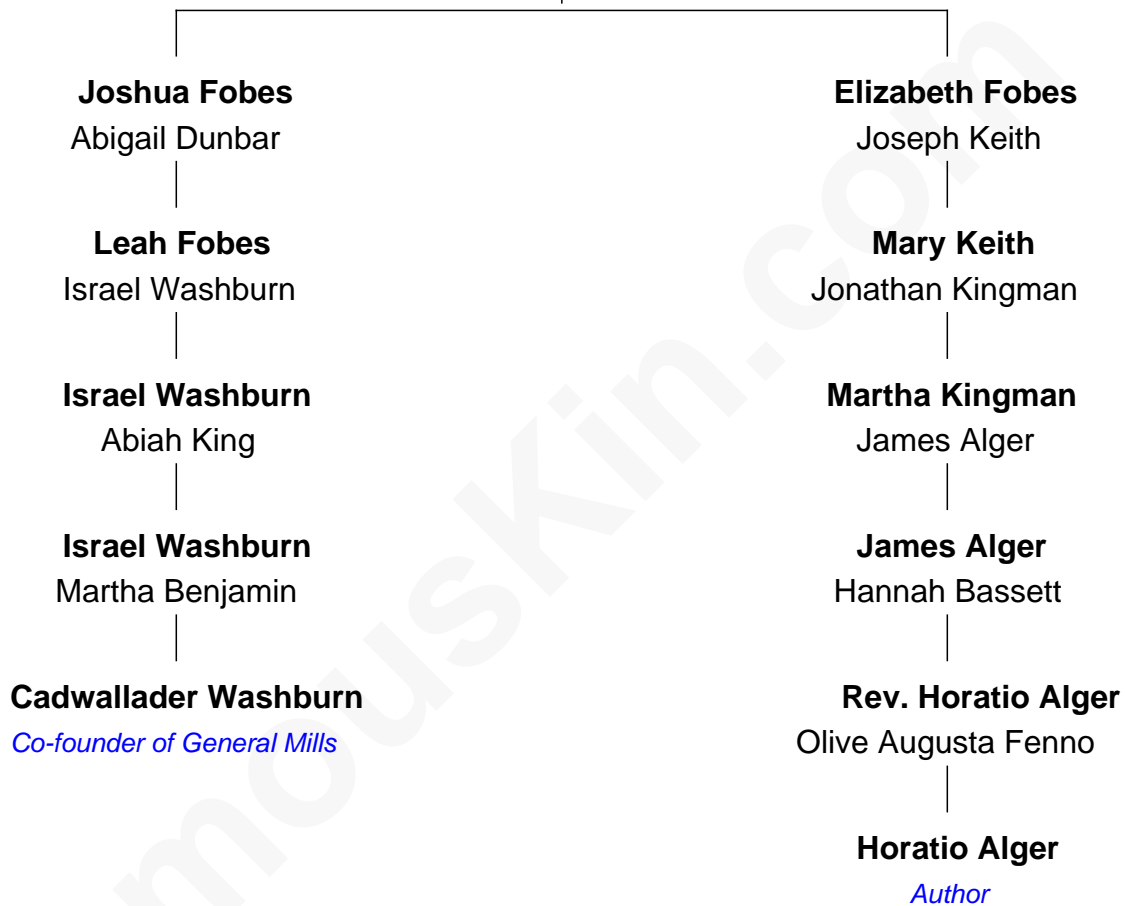 Joshua Fobes
Abigail Dunbar
Elizabeth Fobes
Joseph Keith
Leah Fobes
Israel Washburn
Mary Keith
Jonathan Kingman
Israel Washburn
Abiah King
Martha Kingman
James Alger
Israel Washburn
Martha Benjamin
James Alger
Hannah Bassett
Cadwallader Washburn
Co-founder of General Mills
Rev. Horatio Alger
Olive Augusta Fenno
Horatio Alger
Author
mouskin.com